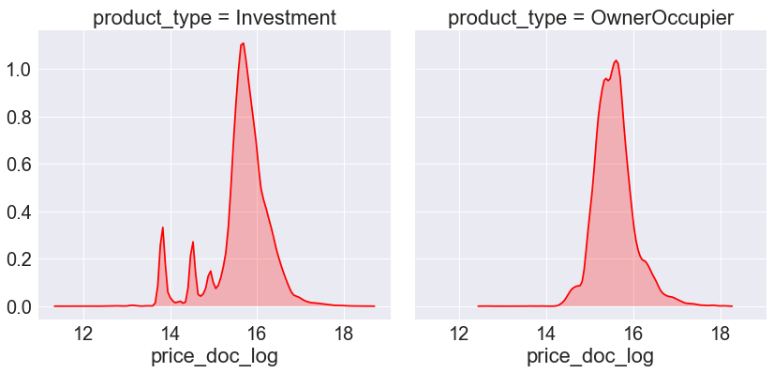 product_type = Investment
product_type = OwnerOccupier
1.0
0.8
0.6
0.4
0.2
0.0
12 14 16 18
12 14 16 18
price_doc_log
price_doc_log